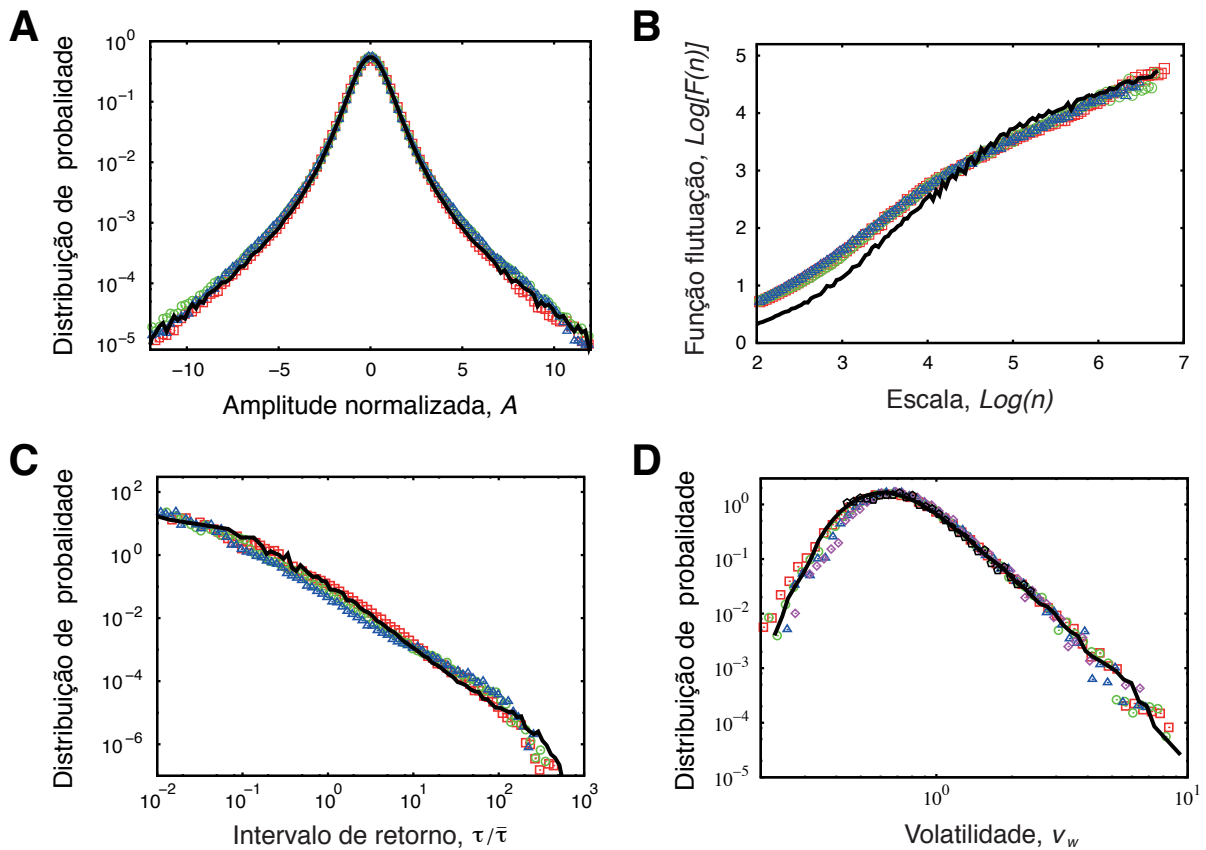 A
Distribuição de probalidade
10^0
10^-1
10^-2
10^-3
10^-4
10^-5
−10 −5 0 5 10
Amplitude normalizada, A
B
Função flutuação, Log[F(n)]
5
4
3
2
1
0
2 3 4 5 6 7
Escala, Log(n)
C
Distribuição de probalidade
10^2
10^0
10^-2
10^-4
10^-6
10^-2 10^-1 10^0 10^1 10^2 10^3
Intervalo de retorno, τ/τ̄
D
Distribuição de probalidade
10^0
10^-1
10^-2
10^-3
10^-4
10^-5
10^0 10^1
Volatilidade, v_w